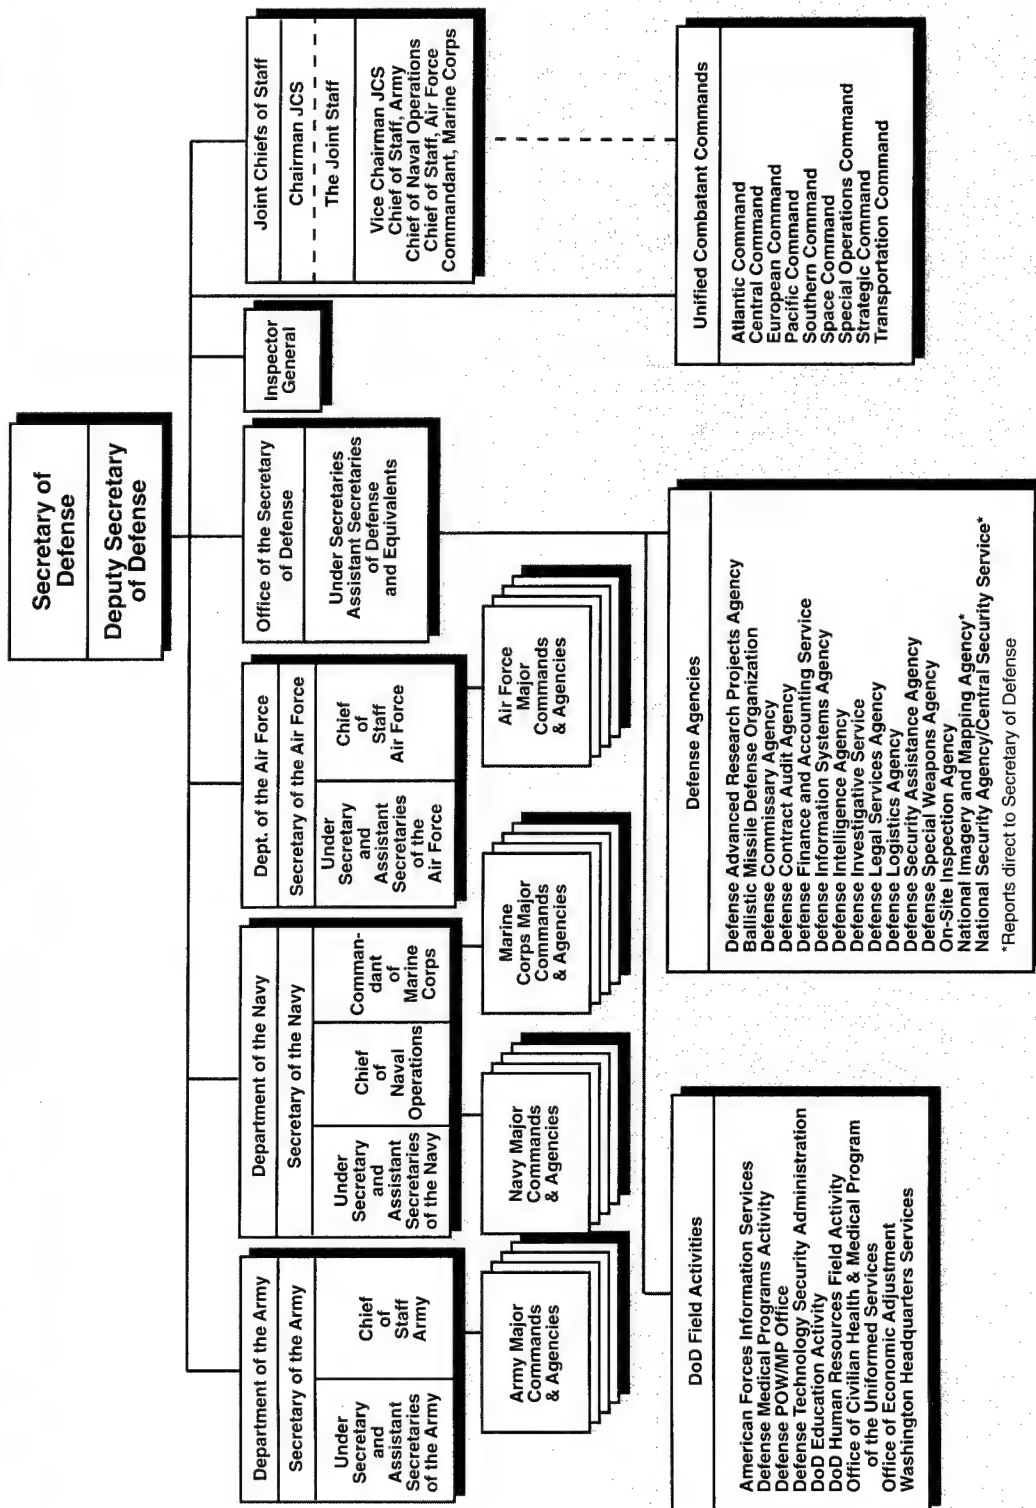 Secretary of
Defense
Deputy Secretary
of Defense
Department of the Army
Secretary of the Army
Under
Secretary
and
Assistant
Secretaries
of the Army
Chief
of
Staff
Army
Army Major
Commands
& Agencies
Department of the Navy
Secretary of the Navy
Under
Secretary
and
Assistant
Secretaries
of the Navy
Chief
of
Naval
Operations
Comman-
dant
of
Marine
Corps
Navy Major
Commands
& Agencies
Marine
Corps Major
Commands
& Agencies
Dept. of the Air Force
Secretary of the Air Force
Under
Secretary
and
Assistant
Secretaries
of the
Air Force
Chief
of
Staff
Air Force
Air Force
Major
Commands
& Agencies
Office of the Secretary
of Defense
Under Secretaries
Assistant Secretaries
of Defense
and Equivalents
Inspector
General
Joint Chiefs of Staff
Chairman JCS
The Joint Staff
Vice Chairman JCS
Chief of Staff, Army
Chief of Naval Operations
Chief of Staff, Air Force
Commandant, Marine Corps
DoD Field Activities
American Forces Information Services
Defense Medical Programs Activity
Defense POW/MP Office
Defense Technology Security Administration
DoD Education Activity
DoD Human Resources Field Activity
Office of Civilian Health & Medical Program
of the Uniformed Services
Office of Economic Adjustment
Washington Headquarters Services
Defense Agencies
Defense Advanced Research Projects Agency
Ballistic Missile Defense Organization
Defense Commissary Agency
Defense Contract Audit Agency
Defense Finance and Accounting Service
Defense Information Systems Agency
Defense Intelligence Agency
Defense Investigative Service
Defense Legal Services Agency
Defense Logistics Agency
Defense Security Assistance Agency
Defense Special Weapons Agency
On-Site Inspection Agency
National Imagery and Mapping Agency*
National Security Agency/Central Security Service*
*Reports direct to Secretary of Defense
Unified Combatant Commands
Atlantic Command
Central Command
European Command
Pacific Command
Southern Command
Space Command
Special Operations Command
Strategic Command
Transportation Command